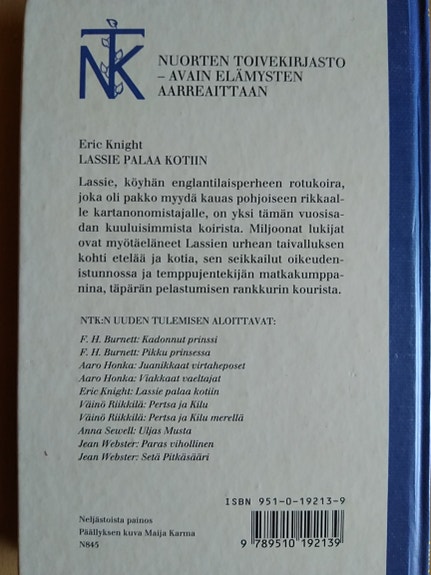 NTK
NUORTEN TOIVEKIRJASTO
– AVAIN ELÄMYSTEN
AARREAITTAAN
Eric Knight
LASSIE PALAA KOTIIN
Lassie, köyhän englantilaisperheen rotukoira,
joka oli pakko myydä kauas pohjoiseen rikkaal-
le kartanonomistajalle, on yksi tämän vuosisa-
dan kuuluisimmista koirista. Miljoonat lukijat
ovat myötäeläneet Lassien urhean taivalluksen
kohti etelää ja kotia, sen seikkailut oikeuden-
istunnossa ja temppujentekijän matkakumppa-
nina, täpärän pelastumisen rankkurin kourista.
NTK:N UUDEN TULEMISEN ALOITTAVAT:
F. H. Burnett: Kadonnut prinssi
F. H. Burnett: Pikku prinsessa
Aaro Honka: Juanikkaat virtaheposet
Aaro Honka: Viakkaat vaeltajat
Eric Knight: Lassie palaa kotiin
Väinö Riikkilä: Pertsa ja Kilu
Väinö Riikkilä: Pertsa ja Kilu merellä
Anna Sewell: Uljas Musta
Jean Webster: Paras vihollinen
Jean Webster: Setä Pitkäsääri
ISBN 951-0-19213-9
Neljästoista painos
Päällyksen kuva Maija Karma
N845
9 789510 192139